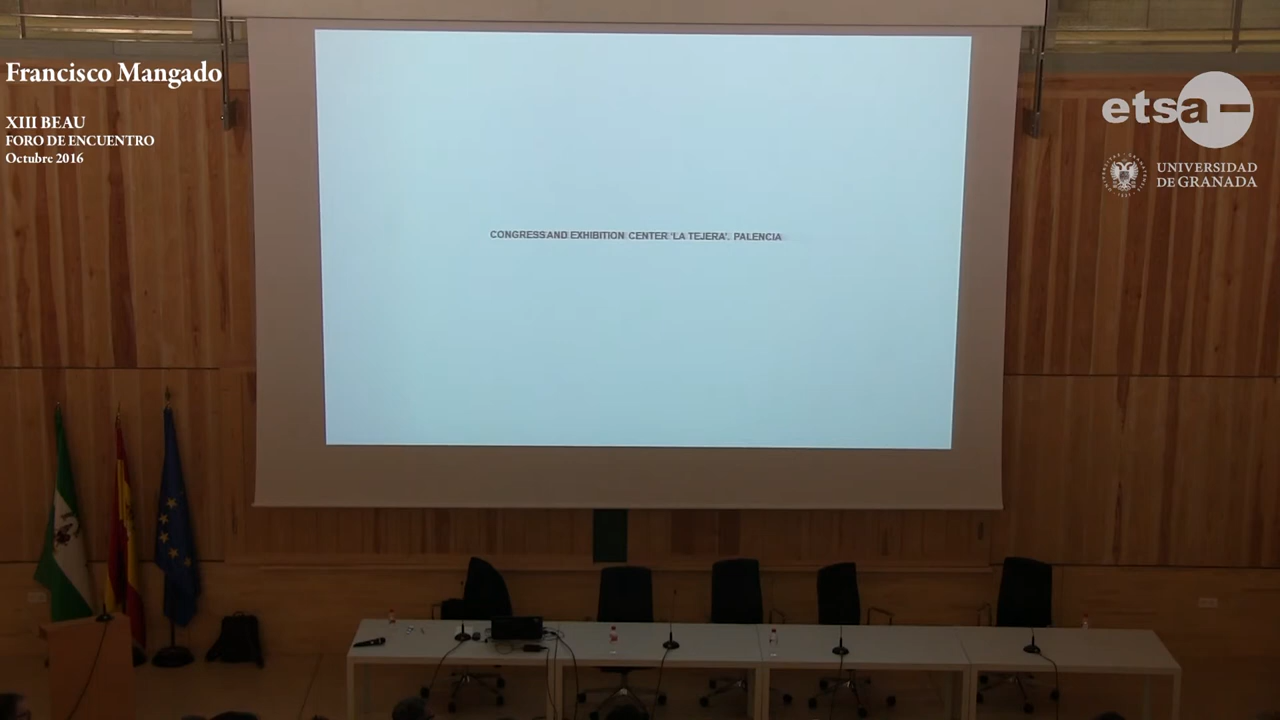 Francisco Mangado
XIII BEAU
FORO DE ENCUENTRO
Octubre 2016
CONGRESS AND EXHIBITION CENTER 'LA TEJERA'. PALENCIA
etsa
UNIVERSIDAD
DE GRANADA